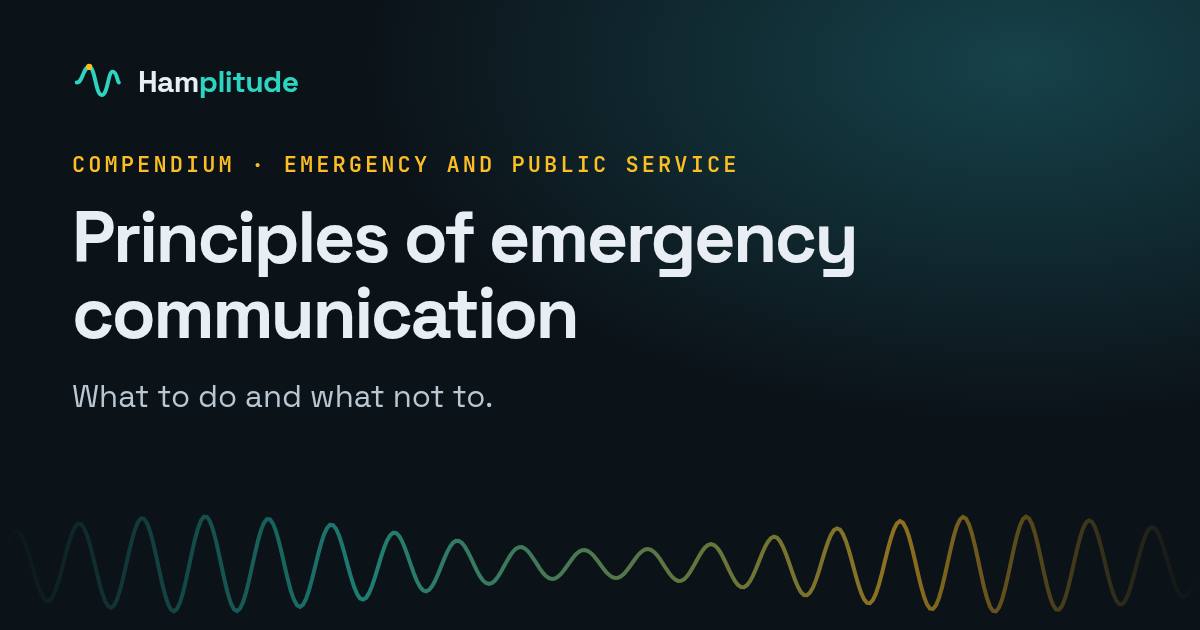 Hamplitude
COMPENDIUM · EMERGENCY AND PUBLIC SERVICE
Principles of emergency
communication
What to do and what not to.